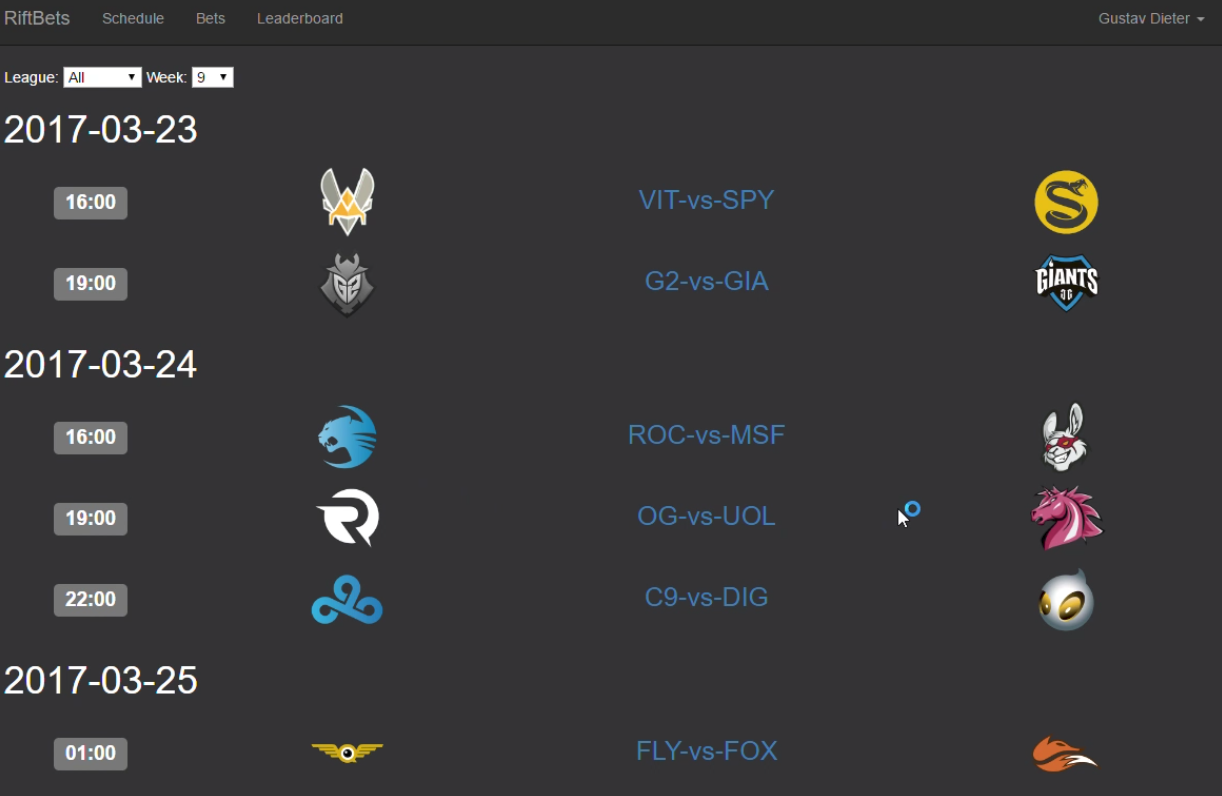 RiftBets Schedule Bets Leaderboard Gustav Dieter
League: All Week: 9
2017-03-23
16:00 VIT-vs-SPY
19:00 G2 G2-vs-GIA GIANTS
2017-03-24
16:00 ROC-vs-MSF
19:00 OG-vs-UOL
22:00 C9-vs-DIG
2017-03-25
01:00 FLY-vs-FOX